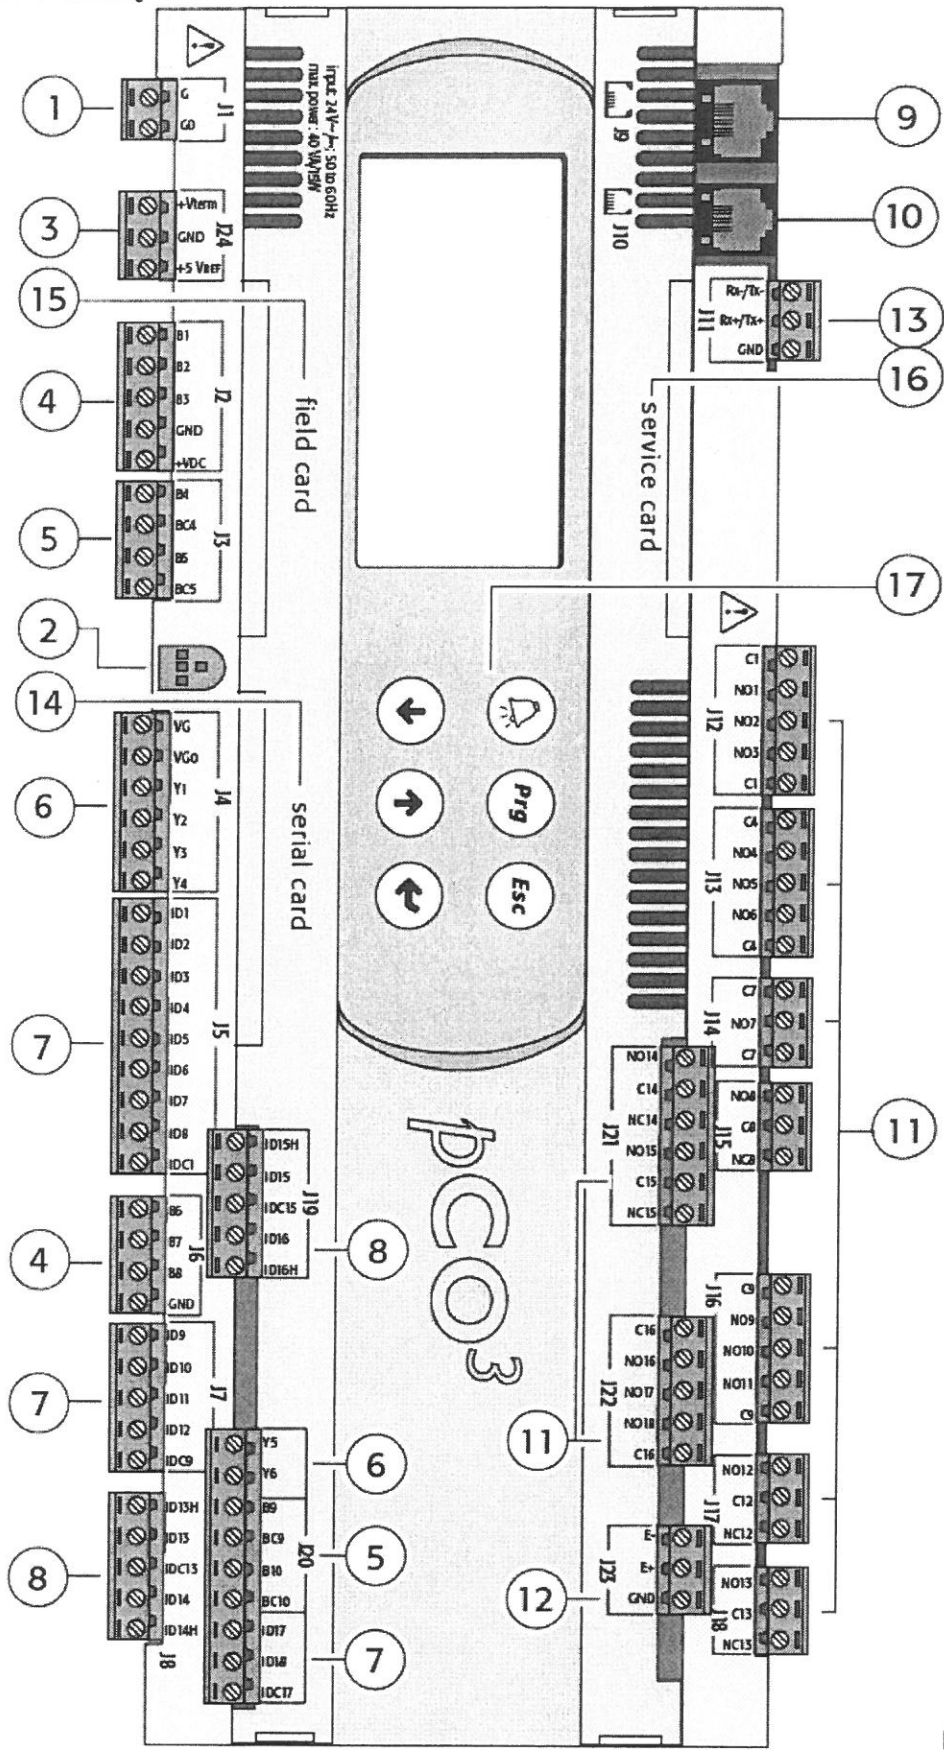 1
G
G0
J1
input: 24 V~/⎓; 50 to 60Hz
max. power: 40 VA/15W
3
+Vterm
GND
+5 VREF
J24
15
field card
4
B1
B2
B3
GND
+VDC
J2
5
B4
BC4
B5
BC5
J3
2
14
serial card
6
VG
VG0
Y1
Y2
Y3
Y4
J4
7
ID1
ID2
ID3
ID4
ID5
ID6
ID7
ID8
IDC1
J5
4
B6
B7
B8
GND
J6
ID15H
ID15
IDC15
ID16
ID16H
J19
8
7
ID9
ID10
ID11
ID12
IDC9
J7
8
ID13H
ID13
IDC13
ID14
ID14H
J8
Y5
Y6
B9
BC9
B10
BC10
ID17
ID18
IDC17
J20
6
5
7
Prg
Esc
pCO3
J9
9
J10
10
J11
Rx-/Tx-
Rx+/Tx+
GND
13
16
service card
17
J12
C1
NO1
NO2
NO3
C1
J13
C4
NO4
NO5
NO6
C4
J14
C7
NO7
C7
J15
NO8
C8
NC8
11
J21
NO14
C14
NC14
NO15
C15
NC15
J16
C9
NO9
NO10
NO11
C9
J22
C16
NO16
NO17
NO18
C16
11
J17
NO12
C12
NC12
J23
E-
E+
GND
12
J18
NO13
C13
NC13